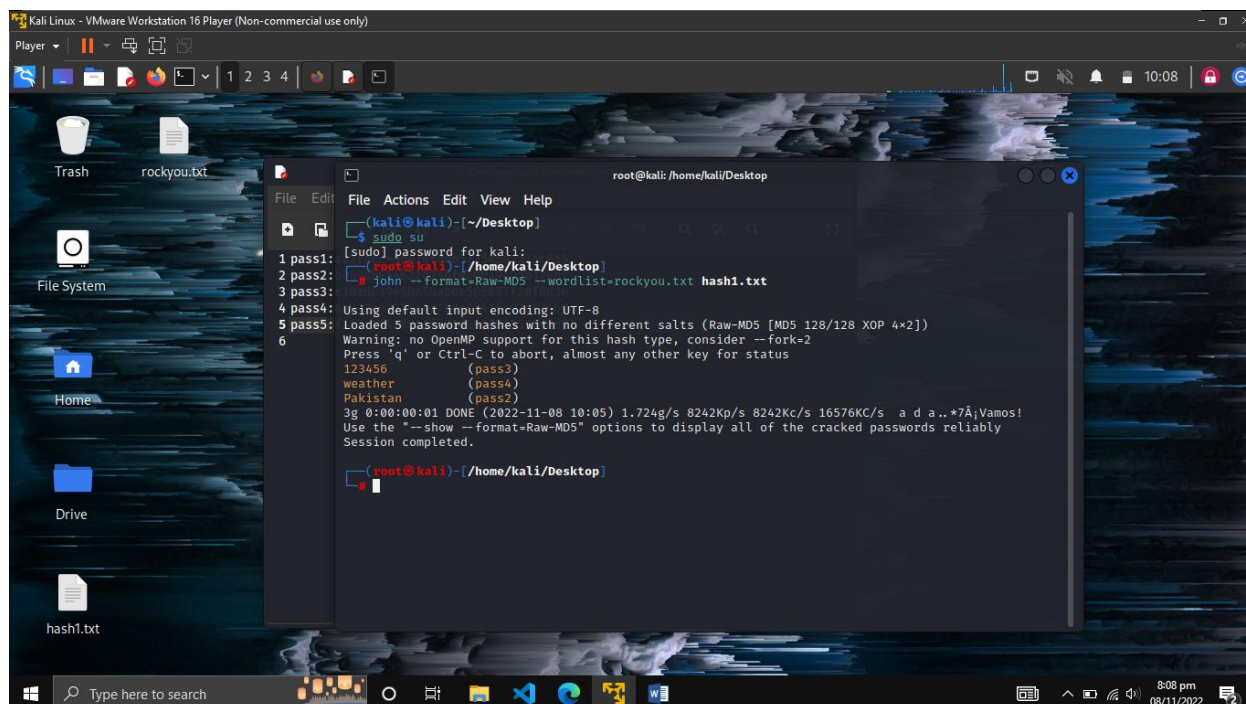 Kali Linux - VMware Workstation 16 Player (Non-commercial use only)
Player
1 2 3 4
10:08
Trash
rockyou.txt
File System
Home
Drive
hash1.txt
File Edit
1 pass1:
2 pass2:
3 pass3:
4 pass4:
5 pass5:
6
root@kali: /home/kali/Desktop
File Actions Edit View Help
(kali㉿kali)-[~/Desktop]
$ sudo su
[sudo] password for kali:
(root㉿kali)-[/home/kali/Desktop]
# john --format=Raw-MD5 --wordlist=rockyou.txt hash1.txt
Using default input encoding: UTF-8
Loaded 5 password hashes with no different salts (Raw-MD5 [MD5 128/128 XOP 4×2])
Warning: no OpenMP support for this hash type, consider --fork=2
Press 'q' or Ctrl-C to abort, almost any other key for status
123456 (pass3)
weather (pass4)
Pakistan (pass2)
3g 0:00:00:01 DONE (2022-11-08 10:05) 1.724g/s 8242Kp/s 8242Kc/s 16576KC/s a d a..*7Â¡Vamos!
Use the "--show --format=Raw-MD5" options to display all of the cracked passwords reliably
Session completed.
(root㉿kali)-[/home/kali/Desktop]
#
Type here to search
8:08 pm
08/11/2022
2